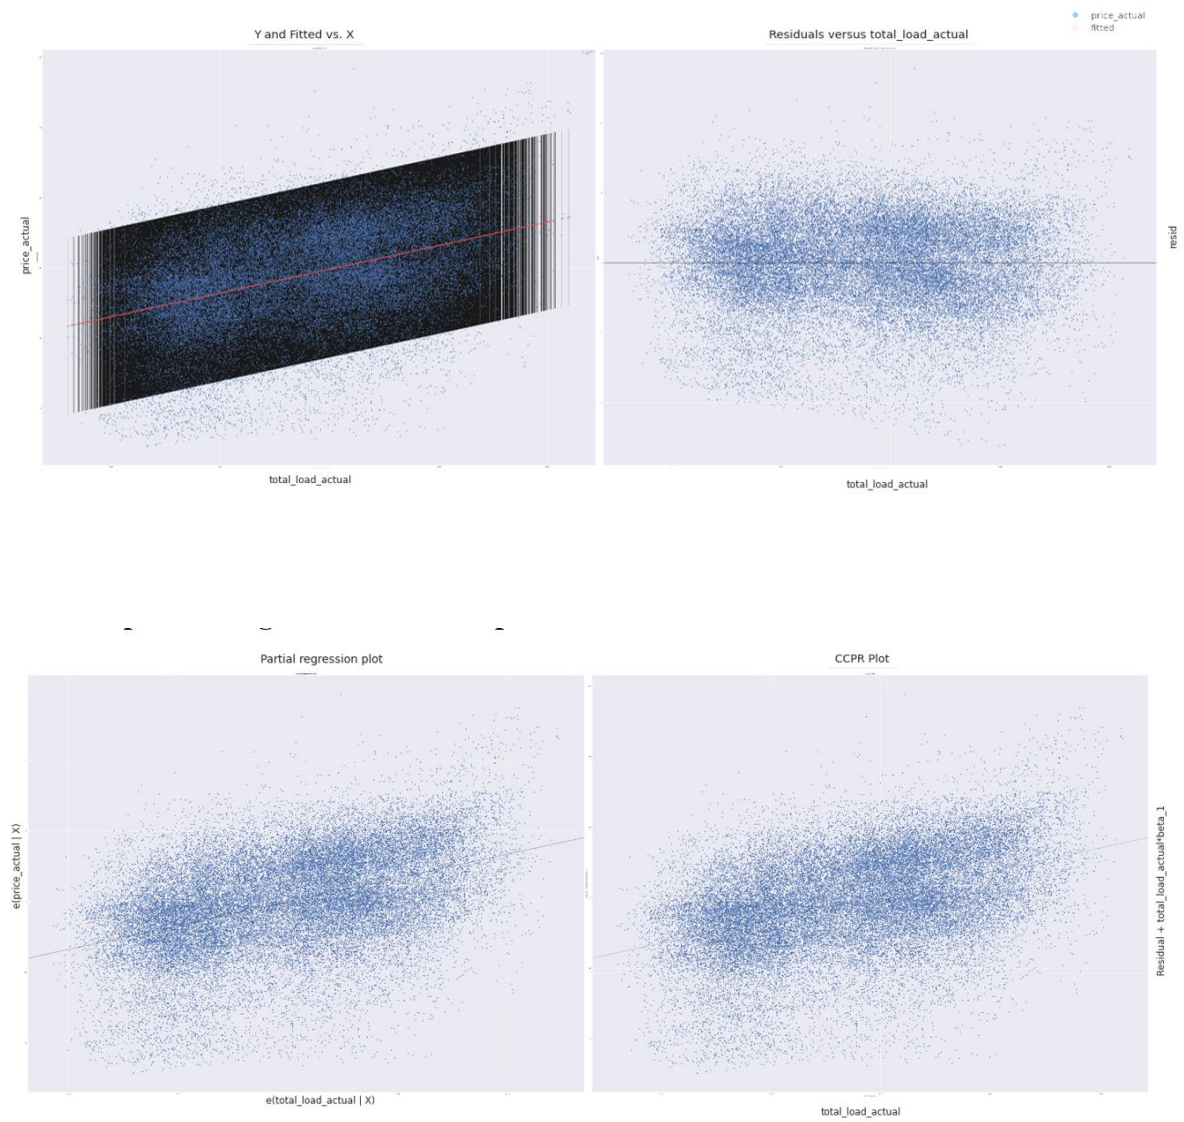 price_actual
fitted
Y and Fitted vs. X
Residuals versus total_load_actual
price_actual
resid
total_load_actual
total_load_actual
Partial regression plot
CCPR Plot
e(price_actual | X)
Residual + total_load_actual*beta_1
e(total_load_actual | X)
total_load_actual